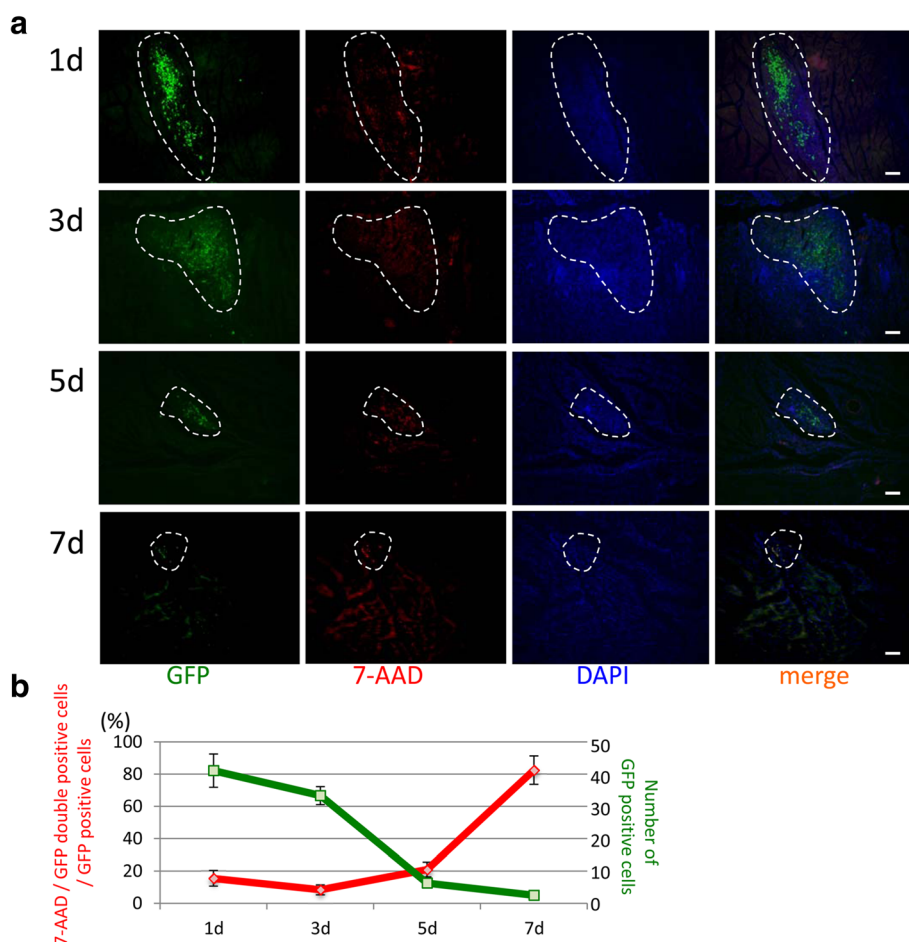 a
1d
3d
5d
7d
GFP 7-AAD DAPI merge
b
7-AAD / GFP double positive cells
/ GFP positive cells
(%)
100
80
60
40
20
0
50
40
30
20
10
0
Number of
GFP positive cells
1d 3d 5d 7d